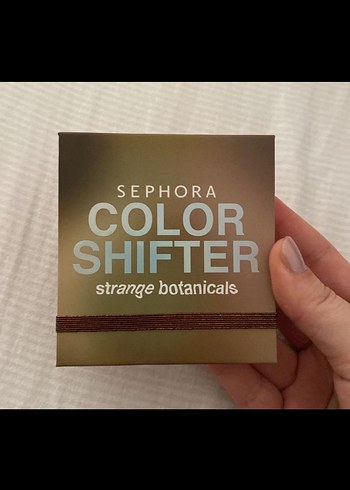 SEPHORA
COLOR
SHIFTER
strange botanicals